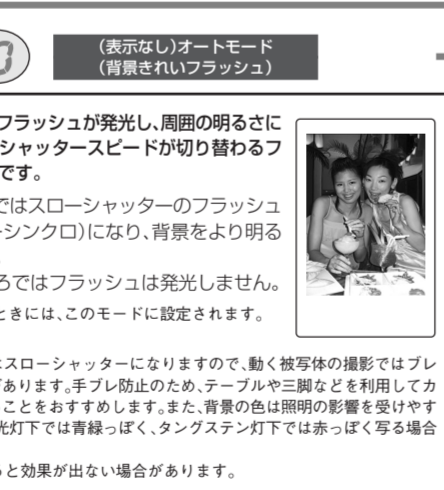 (表示なし)オートモード
(背景きれいフラッシュ)
フラッシュが発光し、周囲の明るさに
シャッタースピードが切り替わるフ
です。
ではスローシャッターのフラッシュ
シンクロ)になり、背景をより明る
ろではフラッシュは発光しません。
ときには、このモードに設定されます。
はスローシャッターになりますので、動く被写体の撮影ではブレ
があります。手ブレ防止のため、テーブルや三脚などを利用してカ
ことをおすすめします。また、背景の色は照明の影響を受けやす
光灯下では青緑っぽく、タングステン灯下では赤っぽく写る場合
ると効果が出ない場合があります。